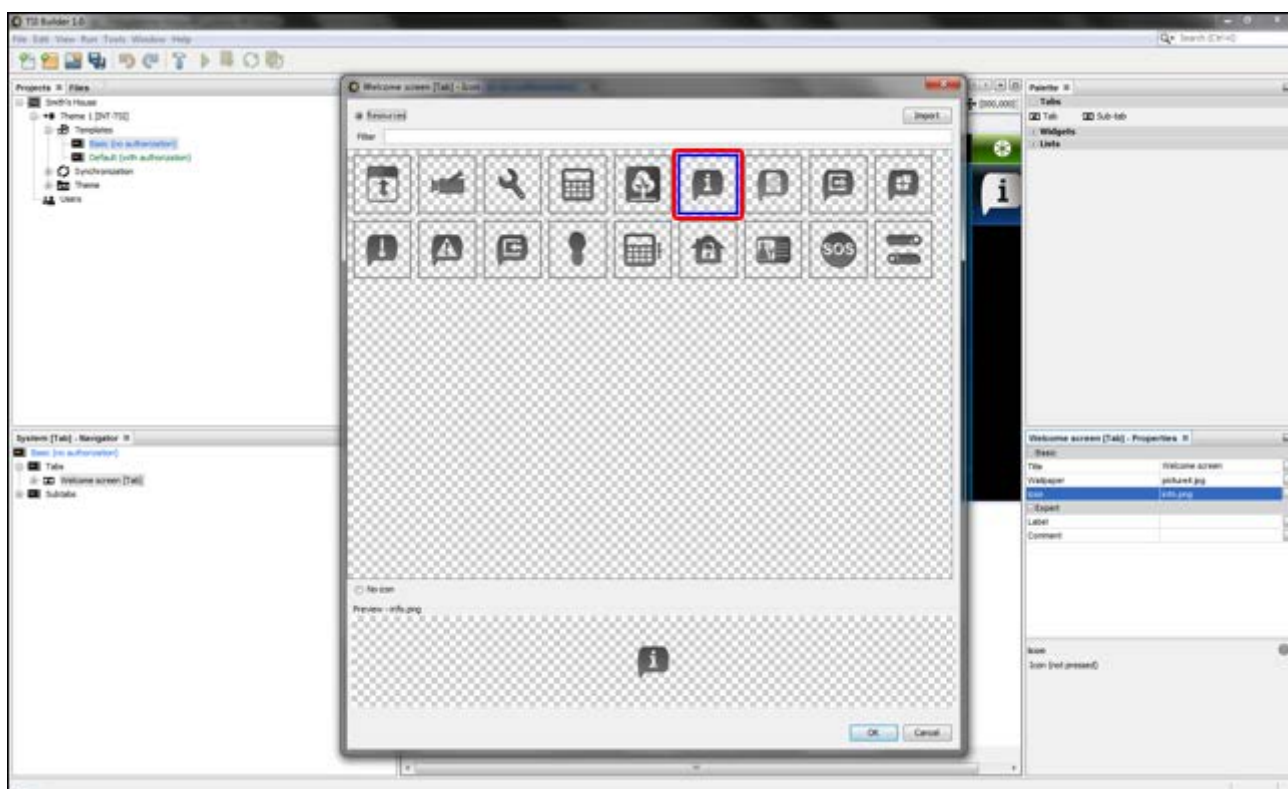 TSI Builder 1.0
File Edit View Run Tools Window Help
Search (Ctrl+I)
Projects Files
Smith's House
Theme 1 [INT-TSI]
Templates
Basic (no authorization)
Default (with authorization)
Synchronization
Theme
Users
Welcome screen [Tab] - Icon
Resources
Import
Filter
SOS
No icon
Preview - info.png
OK Cancel
Palette
Tabs
Tab Sub-tab
Widgets
Lists
System [Tab] - Navigator
Basic (no authorization)
Tabs
Welcome screen [Tab]
Subtabs
Welcome screen [Tab] - Properties
Basic
Title Welcome screen
Wallpaper
Icon info.png
Expert
Label
Comment
Icon
Icon (not pressed)